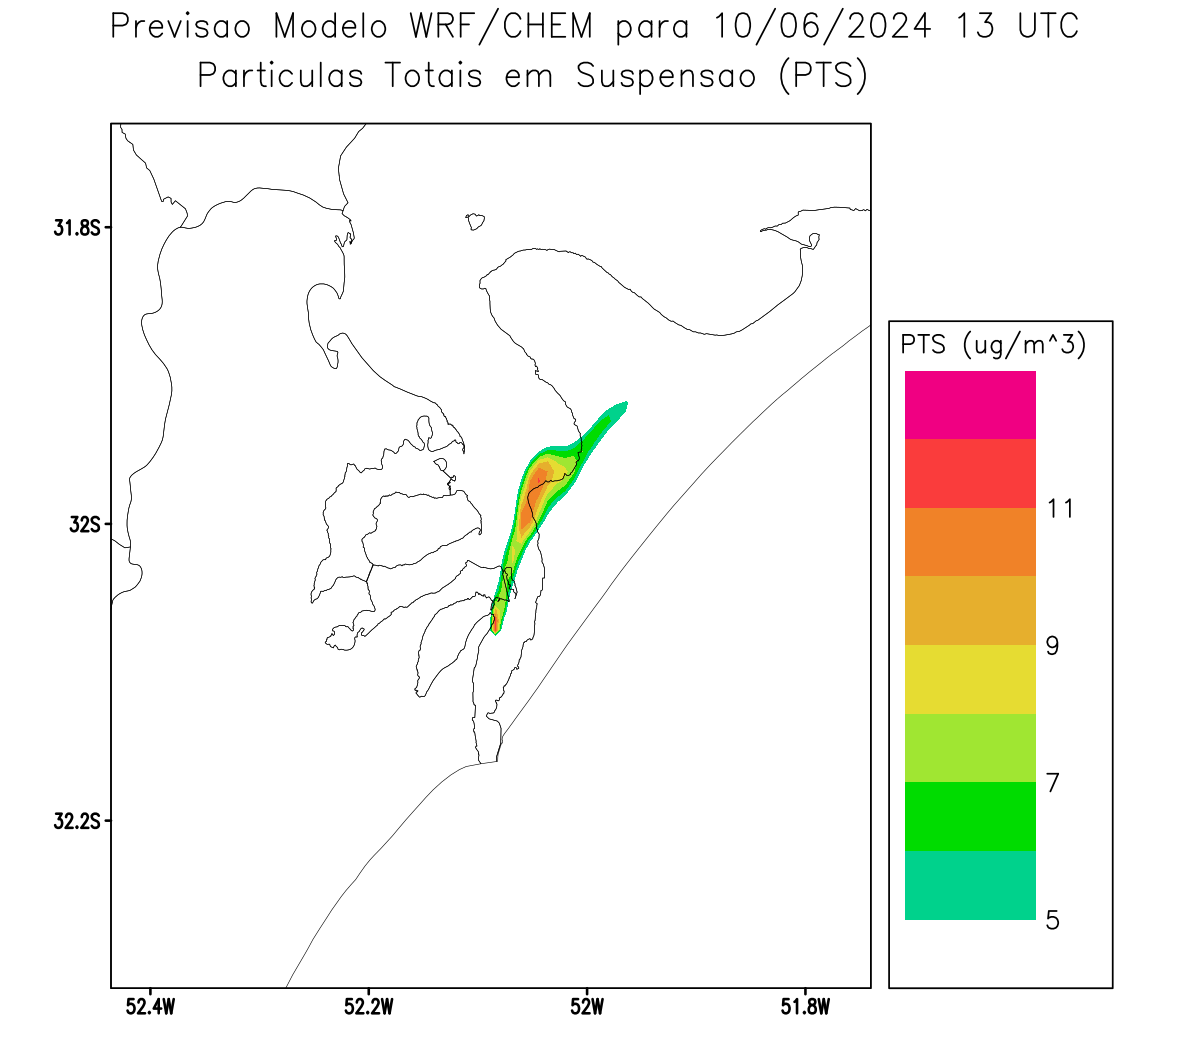 Previsao Modelo WRF/CHEM para 10/06/2024 13 UTC
Particulas Totais em Suspensao (PTS)
31.8S
32S
32.2S
52.4W
52.2W
52W
51.8W
PTS (ug/m^3)
11
9
7
5